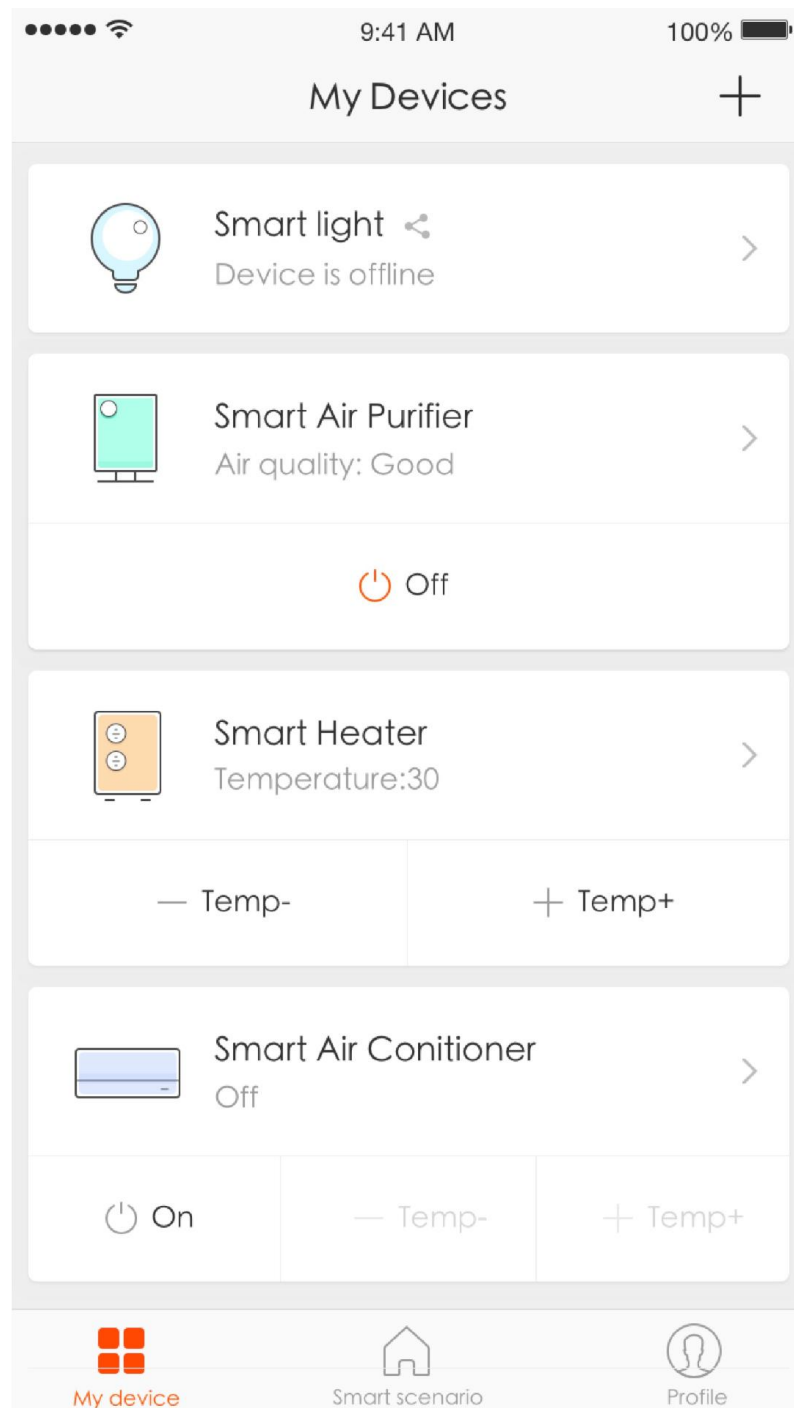 9:41 AM 100%
My Devices
Smart light
Device is offline
Smart Air Purifier
Air quality: Good
Off
Smart Heater
Temperature:30
Temp- Temp+
Smart Air Conitioner
Off
On Temp- Temp+
My device Smart scenario Profile